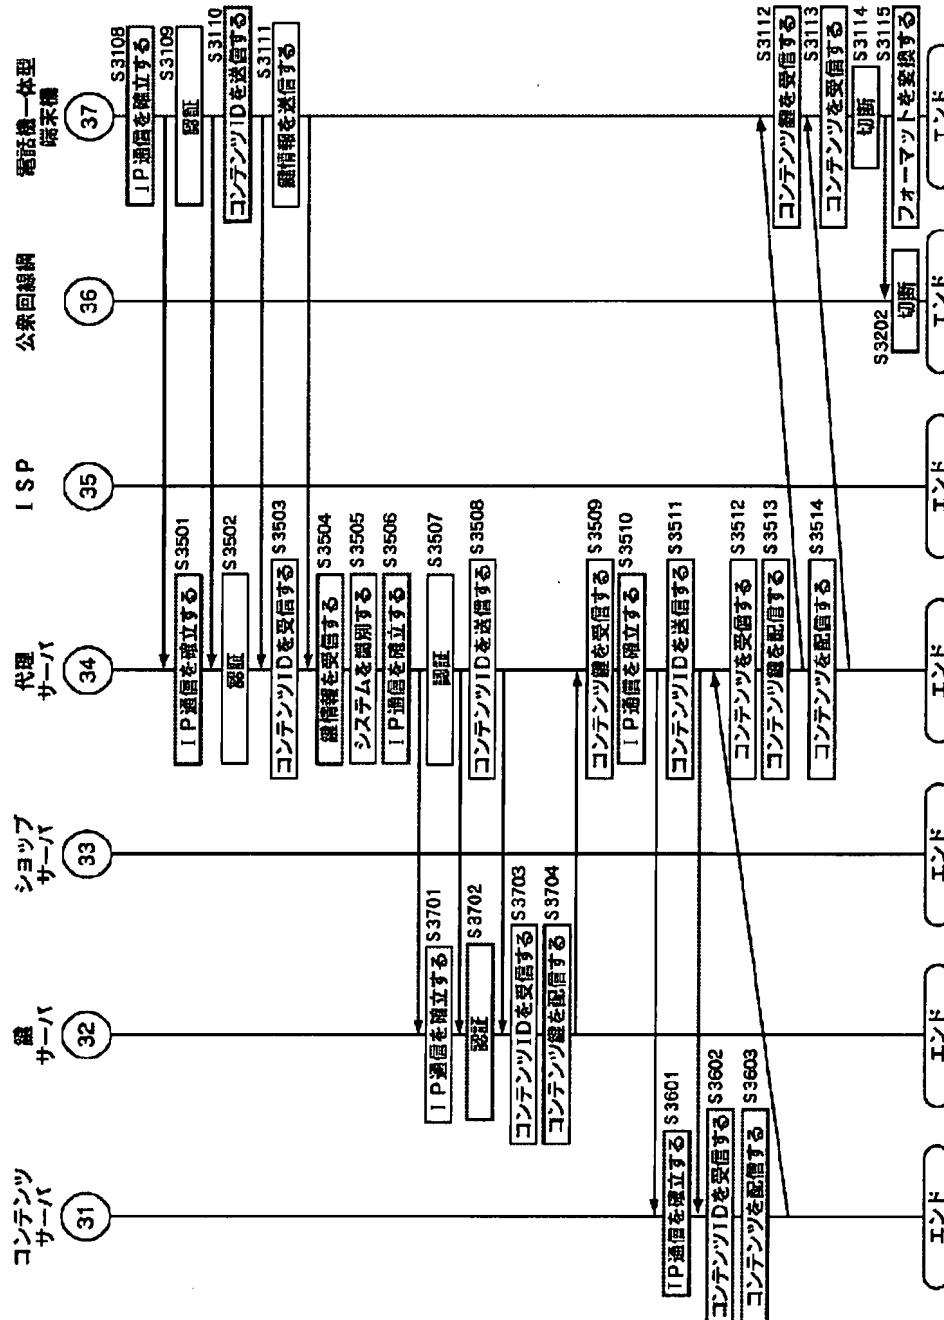 コンテンツ
サーバ
31
鍵
サーバ
32
ショップ
サーバ
33
代理
サーバ
34
ISP
35
公衆回線網
36
電話機一体型
端末機
37
S3108
IP通信を確立する
S3109
認証
S3110
コンテンツIDを送信する
S3111
鍵情報を送信する
S3501
IP通信を確立する
S3502
認証
S3503
コンテンツIDを受信する
S3504
鍵情報を受信する
S3505
システムを識別する
S3506
IP通信を確立する
S3507
認証
S3508
コンテンツIDを送信する
S3701
IP通信を確立する
S3702
認証
S3703
コンテンツIDを受信する
S3704
コンテンツ鍵を配信する
S3509
コンテンツ鍵を受信する
S3510
IP通信を確立する
S3511
コンテンツIDを送信する
S3601
IP通信を確立する
S3602
コンテンツIDを受信する
S3603
コンテンツを配信する
S3512
コンテンツを受信する
S3513
コンテンツ鍵を配信する
S3514
コンテンツを配信する
S3112
コンテンツ鍵を受信する
S3113
コンテンツを受信する
S3114
切断
S3115
フォーマットを変換する
S3202
切断
エンド
エンド
エンド
エンド
エンド
エンド
エンド